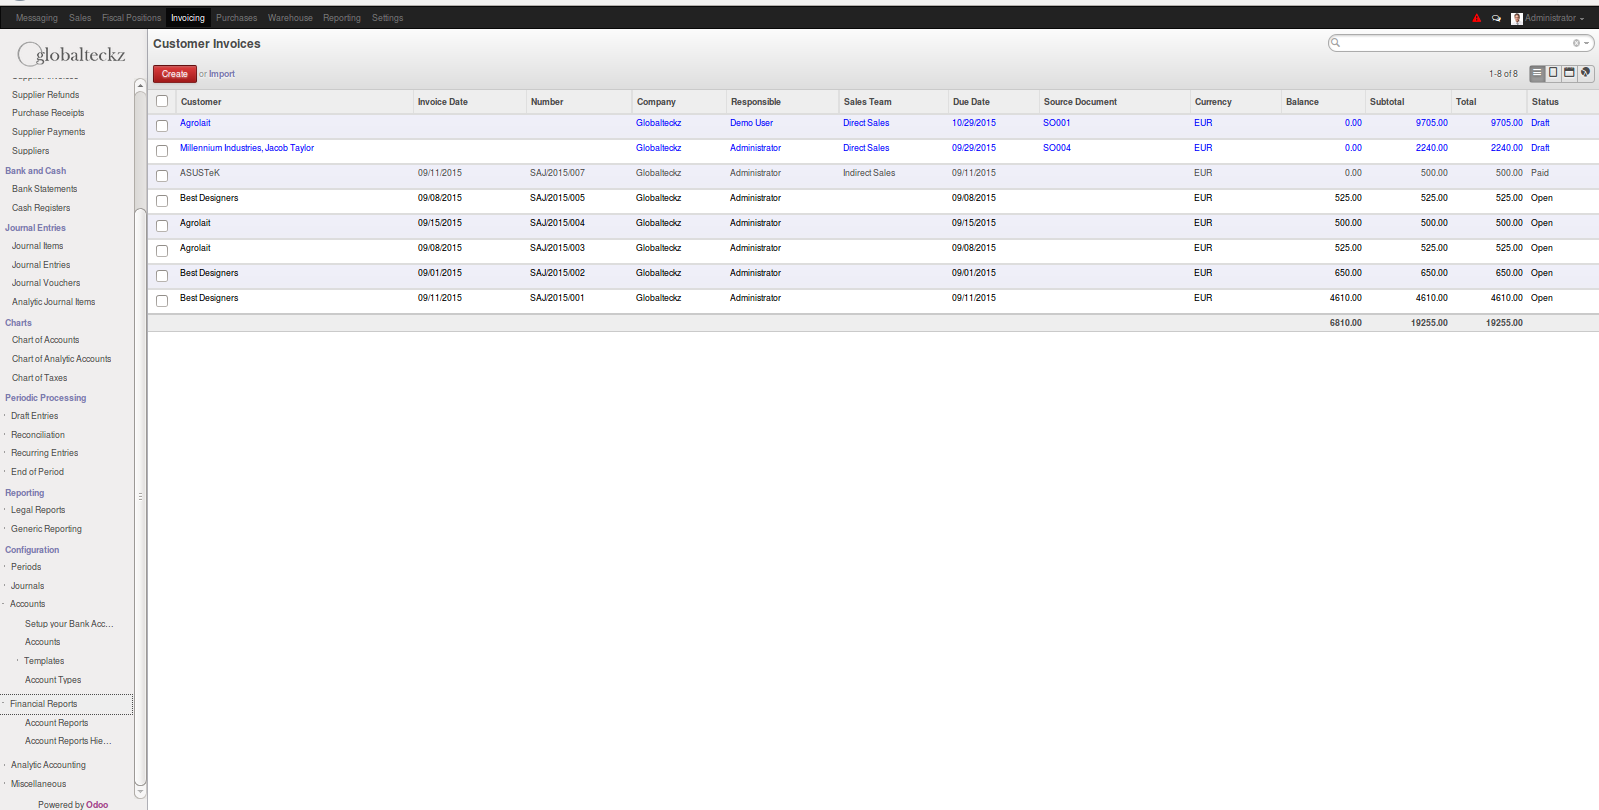 Messaging Sales Fiscal Positions Invoicing Purchases Warehouse Reporting Settings Administrator
globalteckz
Customer Invoices
Create or Import
1-8 of 8
Supplier Invoices
Supplier Refunds
Purchase Receipts
Supplier Payments
Suppliers
Bank and Cash
Bank Statements
Cash Registers
Journal Entries
Journal Items
Journal Entries
Journal Vouchers
Analytic Journal Items
Charts
Chart of Accounts
Chart of Analytic Accounts
Chart of Taxes
Periodic Processing
Draft Entries
Reconciliation
Recurring Entries
End of Period
Reporting
Legal Reports
Generic Reporting
Configuration
Periods
Journals
Accounts
Setup your Bank Acc...
Accounts
Templates
Account Types
Financial Reports
Account Reports
Account Reports Hie...
Analytic Accounting
Miscellaneous
Powered by Odoo
Customer Invoice Date Number Company Responsible Sales Team Due Date Source Document Currency Balance Subtotal Total Status
Agrolait Globalteckz Demo User Direct Sales 10/29/2015 SO001 EUR 0.00 9705.00 9705.00 Draft
Millennium Industries, Jacob Taylor Globalteckz Administrator Direct Sales 09/29/2015 SO004 EUR 0.00 2240.00 2240.00 Draft
ASUSTeK 09/11/2015 SAJ/2015/007 Globalteckz Administrator Indirect Sales 09/11/2015 EUR 0.00 500.00 500.00 Paid
Best Designers 09/08/2015 SAJ/2015/005 Globalteckz Administrator 09/08/2015 EUR 525.00 525.00 525.00 Open
Agrolait 09/15/2015 SAJ/2015/004 Globalteckz Administrator 09/15/2015 EUR 500.00 500.00 500.00 Open
Agrolait 09/08/2015 SAJ/2015/003 Globalteckz Administrator 09/08/2015 EUR 525.00 525.00 525.00 Open
Best Designers 09/01/2015 SAJ/2015/002 Globalteckz Administrator 09/01/2015 EUR 650.00 650.00 650.00 Open
Best Designers 09/11/2015 SAJ/2015/001 Globalteckz Administrator 09/11/2015 EUR 4610.00 4610.00 4610.00 Open
6810.00 19255.00 19255.00